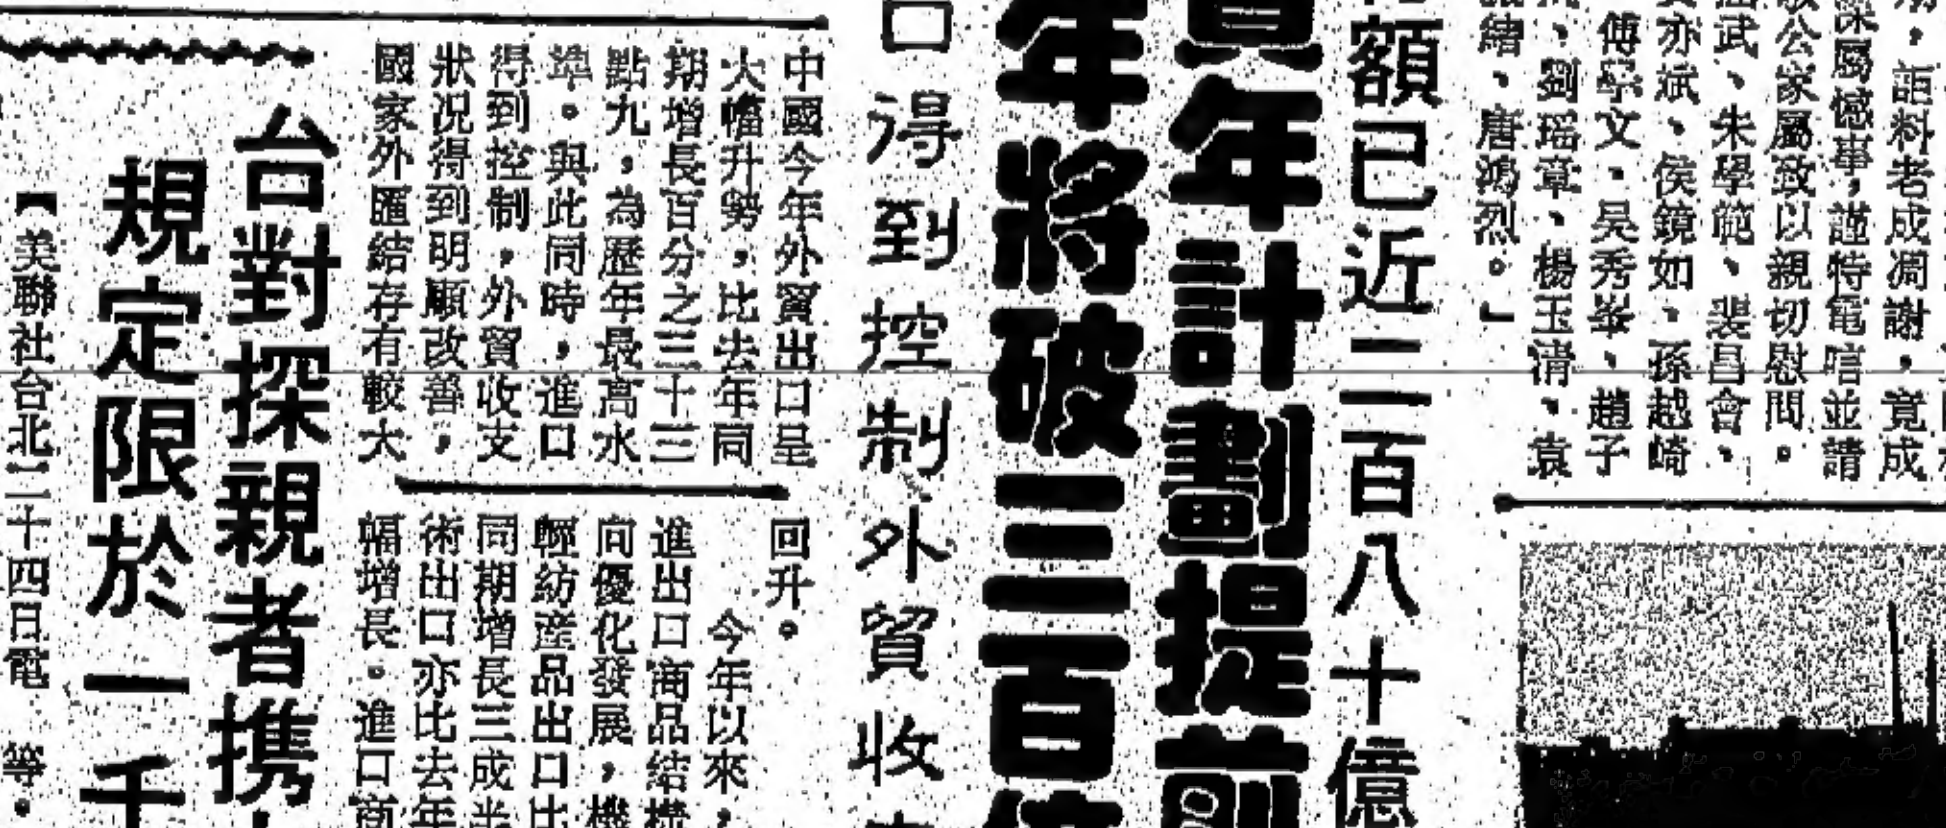 期，詎料老成凋謝，竟成
深屬憾事，謹特電唁並請
公家屬致以親切慰問。
武、朱學範、裴昌會、
亦斌、侯鏡如、孫越崎
傅學文、吳秀峯、趙子
、劉瑶章、楊玉清、袁
緒、唐鴻烈。」
額已近二百八十億
年計劃提前
年將破三百億
口得到控制外貿收
中國今年外貿出口呈
大幅升勢，比去年同
期增長百分之三十三
點九，為歷年最高水
準。與此同時，進口
得到控制，外貿收支
狀況得到明顯改善，
國家外匯結存有較大
回升。
今年以來，
進出口商品結構
向優化發展，機
輕紡產品出口比
同期增長三成半
術出口亦比去年
幅增長。進口商
台對探親者携
規定限於一千
【美聯社台北二十四日電
等。